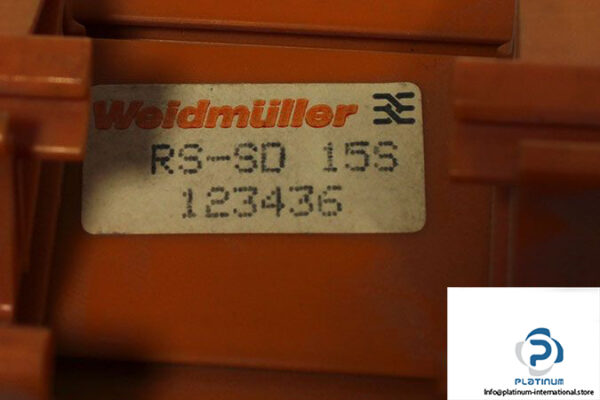 Weidmüller
RS-SD 15S
123436
PLATINUM
Info@platinum-international.store